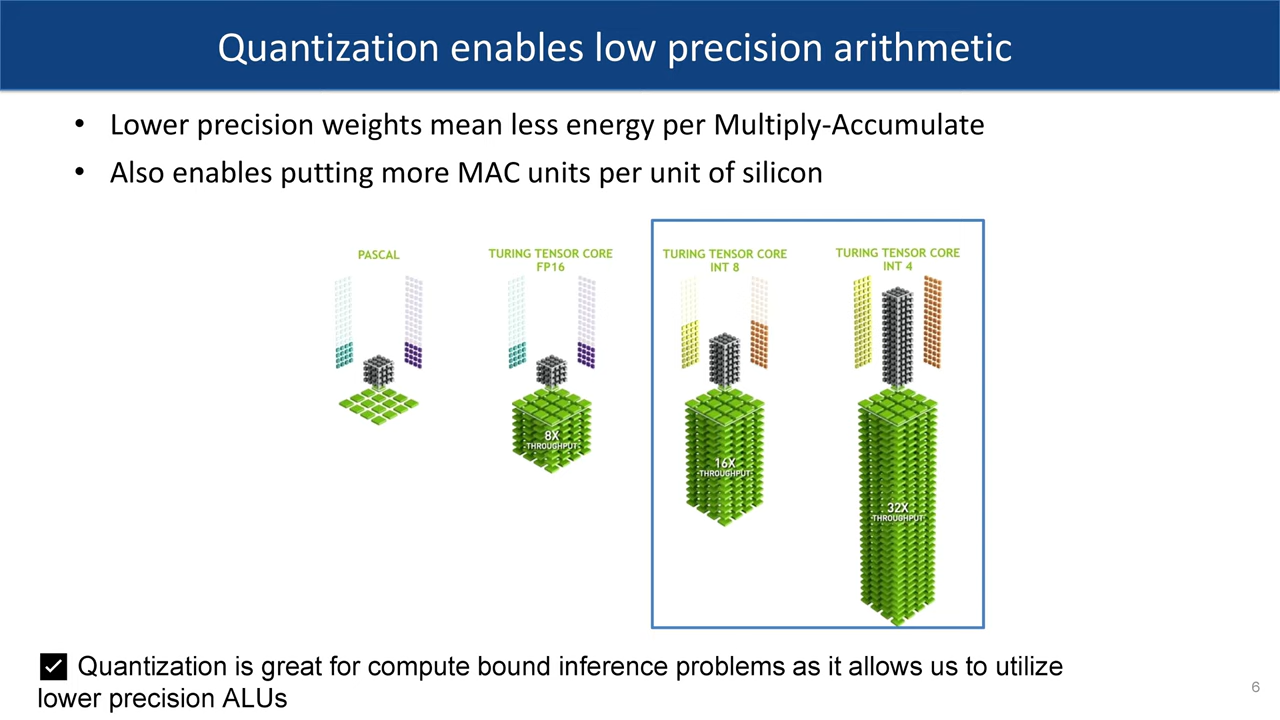 Quantization enables low precision arithmetic
• Lower precision weights mean less energy per Multiply-Accumulate
• Also enables putting more MAC units per unit of silicon
PASCAL
TURING TENSOR CORE
FP16
8X
THROUGHPUT
TURING TENSOR CORE
INT 8
16X
THROUGHPUT
TURING TENSOR CORE
INT 4
32X
THROUGHPUT
✓ Quantization is great for compute bound inference problems as it allows us to utilize
lower precision ALUs
6